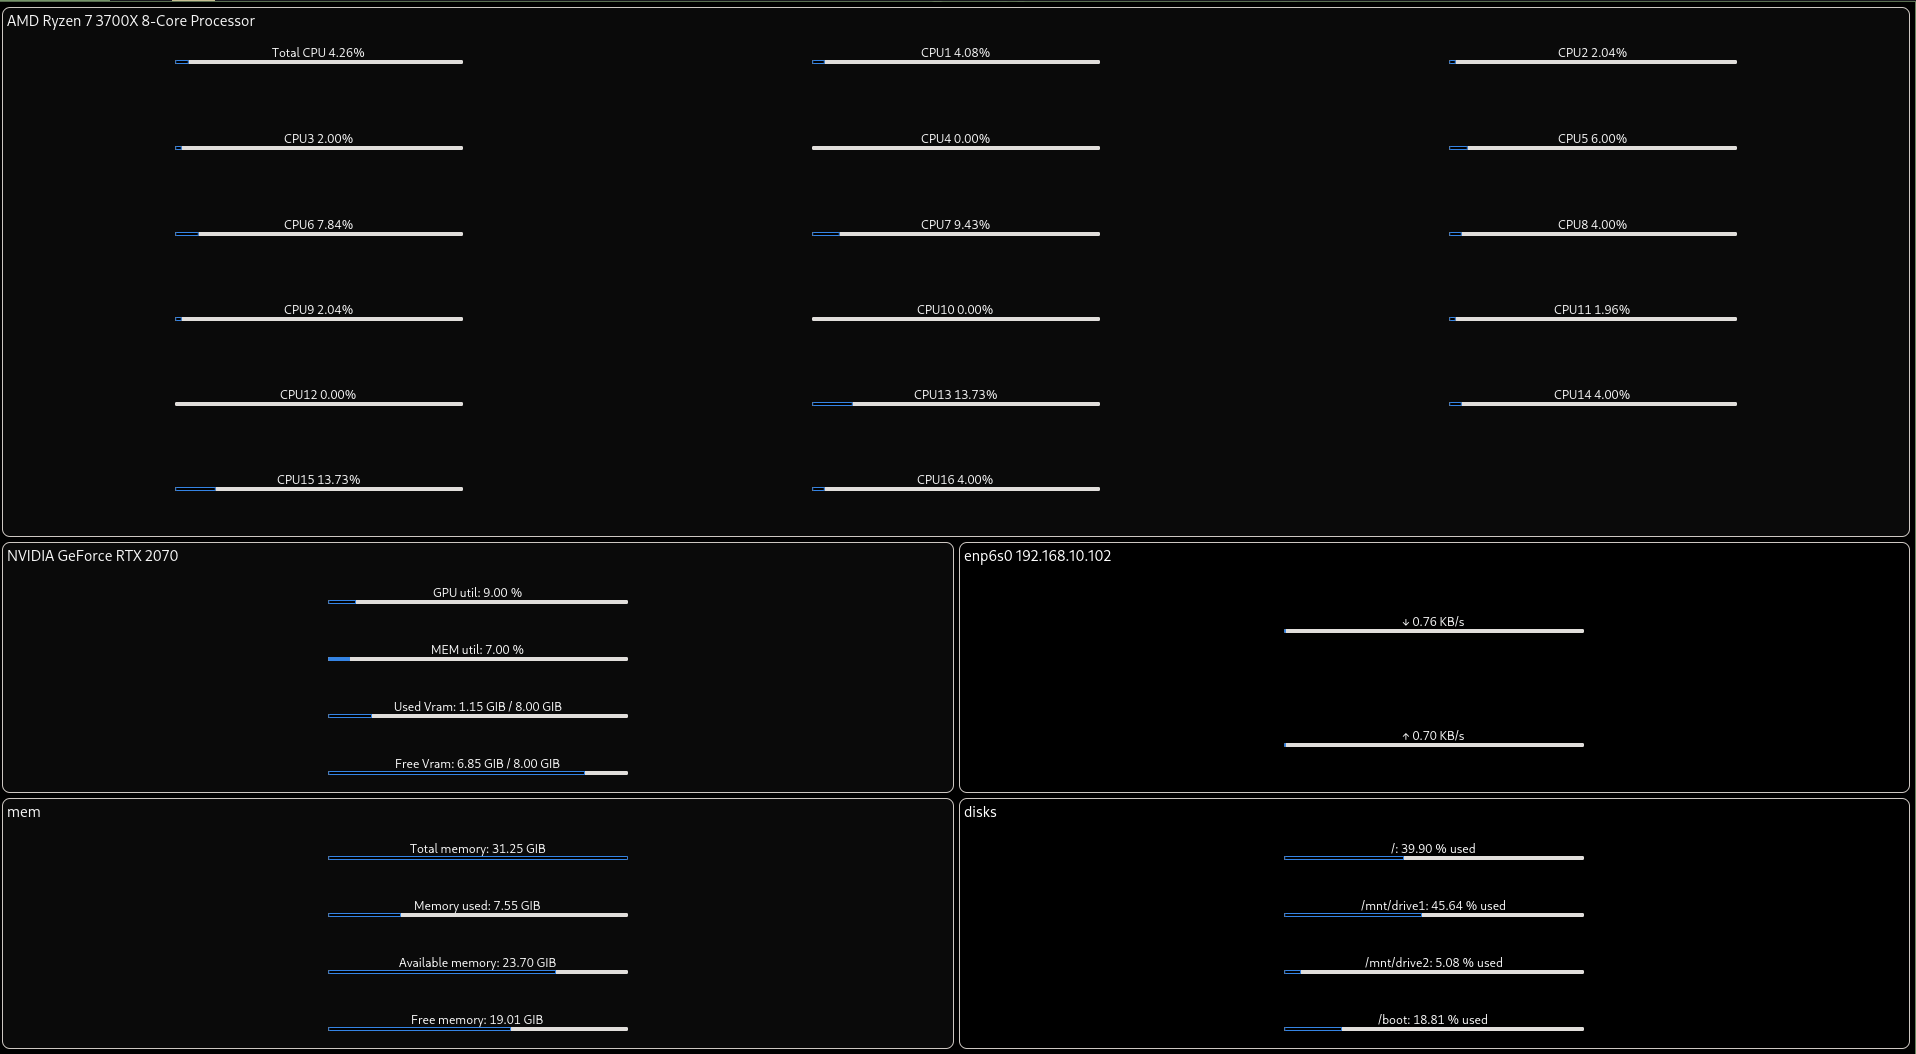 AMD Ryzen 7 3700X 8-Core Processor
Total CPU 4.26%
CPU1 4.08%
CPU2 2.04%
CPU3 2.00%
CPU4 0.00%
CPU5 6.00%
CPU6 7.84%
CPU7 9.43%
CPU8 4.00%
CPU9 2.04%
CPU10 0.00%
CPU11 1.96%
CPU12 0.00%
CPU13 13.73%
CPU14 4.00%
CPU15 13.73%
CPU16 4.00%
NVIDIA GeForce RTX 2070
GPU util: 9.00 %
MEM util: 7.00 %
Used Vram: 1.15 GIB / 8.00 GIB
Free Vram: 6.85 GIB / 8.00 GIB
enp6s0 192.168.10.102
↓ 0.76 KB/s
↑ 0.70 KB/s
mem
Total memory: 31.25 GIB
Memory used: 7.55 GIB
Available memory: 23.70 GIB
Free memory: 19.01 GIB
disks
/: 39.90 % used
/mnt/drive1: 45.64 % used
/mnt/drive2: 5.08 % used
/boot: 18.81 % used